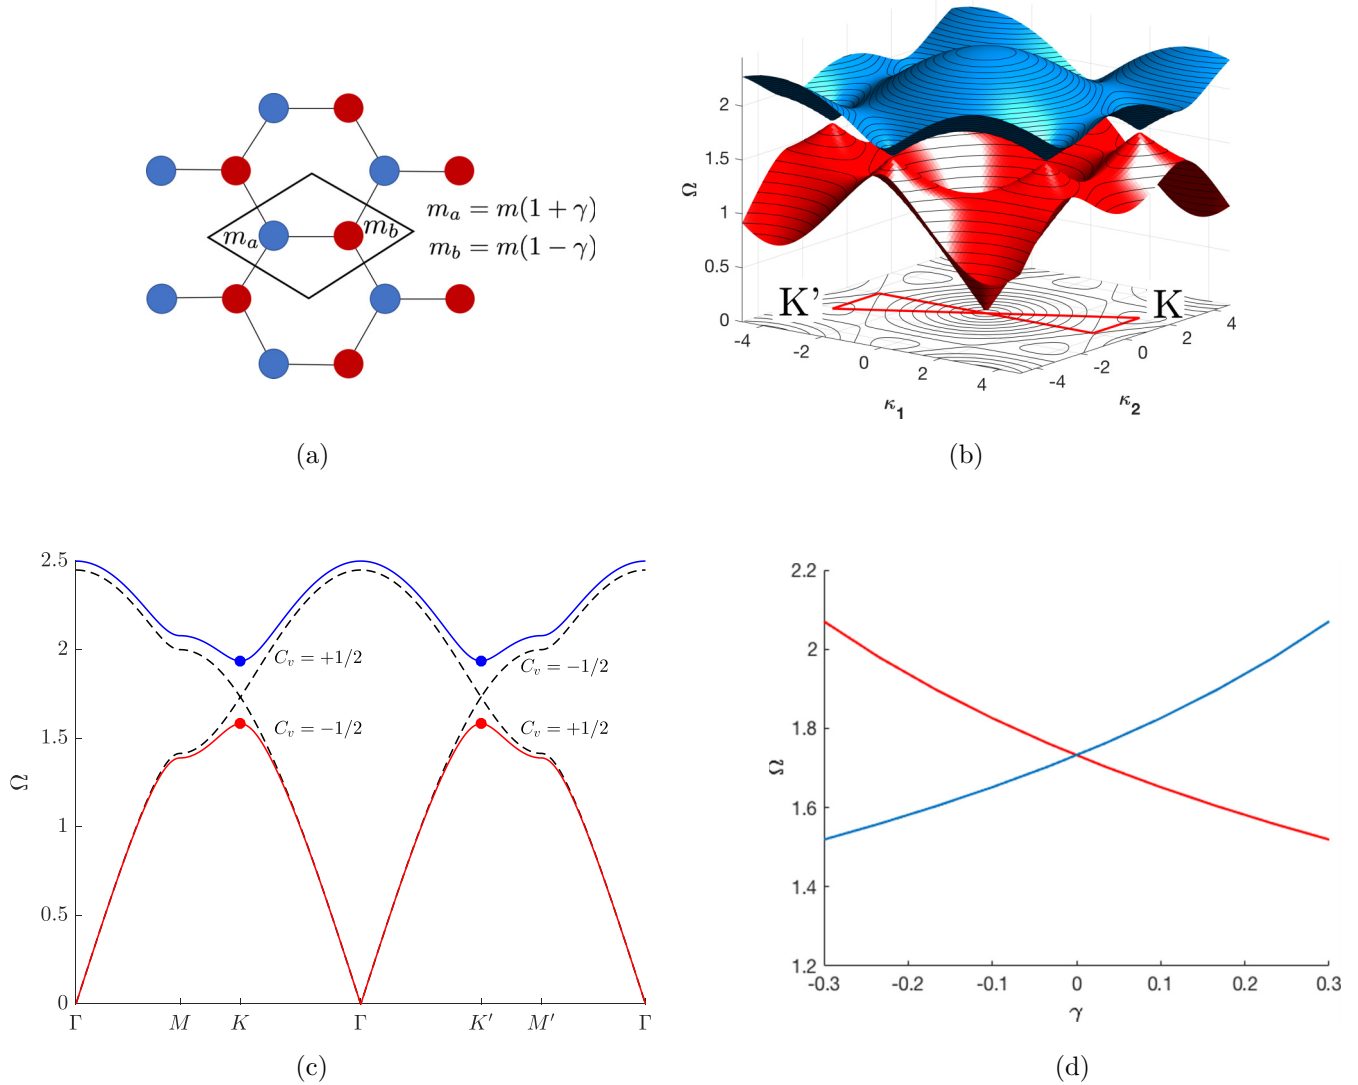 m_a
m_b
m_a = m(1 + γ)
m_b = m(1 − γ)
(a)
2
1.5
1
0.5
0
Ω
K'
K
-4
-2
0
2
4
κ1
-4
-2
0
2
4
κ2
(b)
2.5
2
1.5
1
0.5
0
Ω
C_v = +1/2
C_v = −1/2
C_v = −1/2
C_v = +1/2
Γ
M
K
Γ
K′
M′
Γ
(c)
2.2
2
1.8
1.6
1.4
1.2
Ω
-0.3
-0.2
-0.1
0
0.1
0.2
0.3
γ
(d)